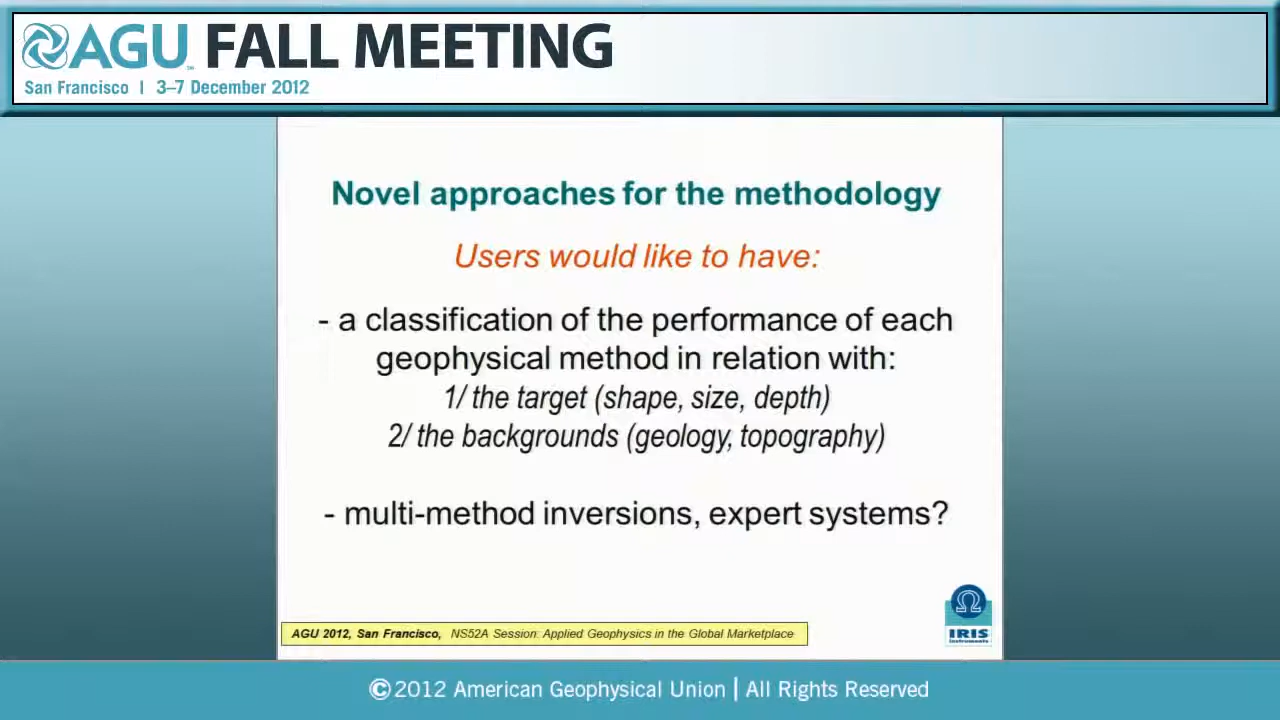 AGU FALL MEETING
San Francisco | 3–7 December 2012
Novel approaches for the methodology
Users would like to have:
- a classification of the performance of each
geophysical method in relation with:
1/ the target (shape, size, depth)
2/ the backgrounds (geology, topography)
- multi-method inversions, expert systems?
IRIS
Instruments
AGU 2012, San Francisco, NS52A Session: Applied Geophysics in the Global Marketplace
©2012 American Geophysical Union | All Rights Reserved